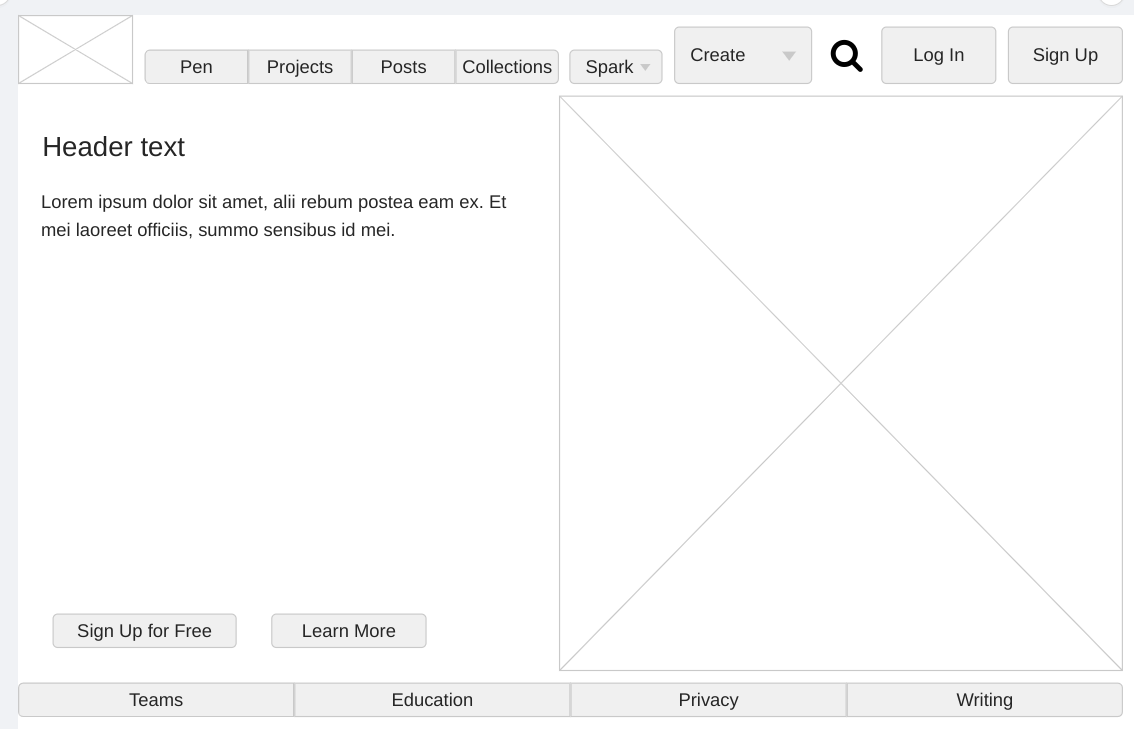 Pen Projects Posts Collections Spark Create Log In Sign Up
Header text
Lorem ipsum dolor sit amet, alii rebum postea eam ex. Et
mei laoreet officiis, summo sensibus id mei.
Sign Up for Free Learn More
Teams Education Privacy Writing